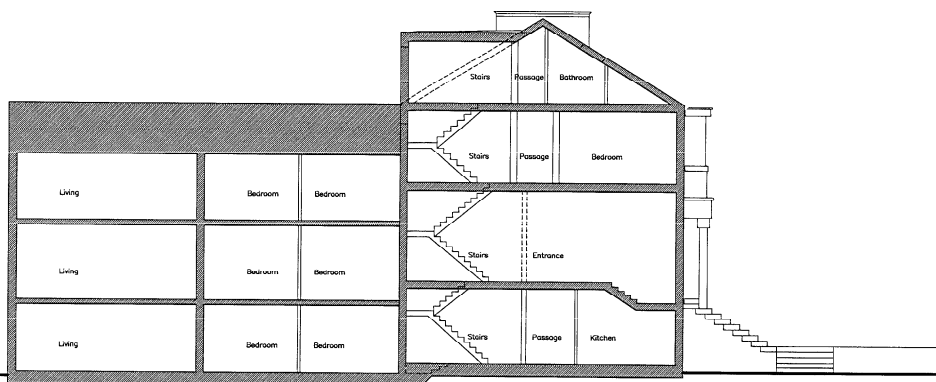 Stairs Passage Bathroom
Stairs Passage Bedroom
Living Bedroom Bedroom
Stairs Entrance
Living Bedroom Bedroom
Stairs Passage Kitchen
Living Bedroom Bedroom